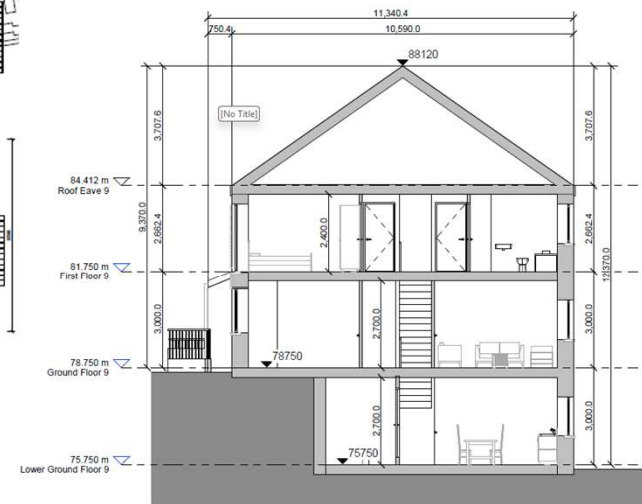 11,340.4
750.4
10,590.0
88120
[No Title]
3,707.6
3,707.6
84.412 m
Roof Eave 9
9,370.0
2,662.4
2,400.0
2,662.4
81.750 m
First Floor 9
12,370.0
3,000.0
2,700.0
3,000.0
78750
78.750 m
Ground Floor 9
2,700.0
3,000.0
75750
75.750 m
Lower Ground Floor 9